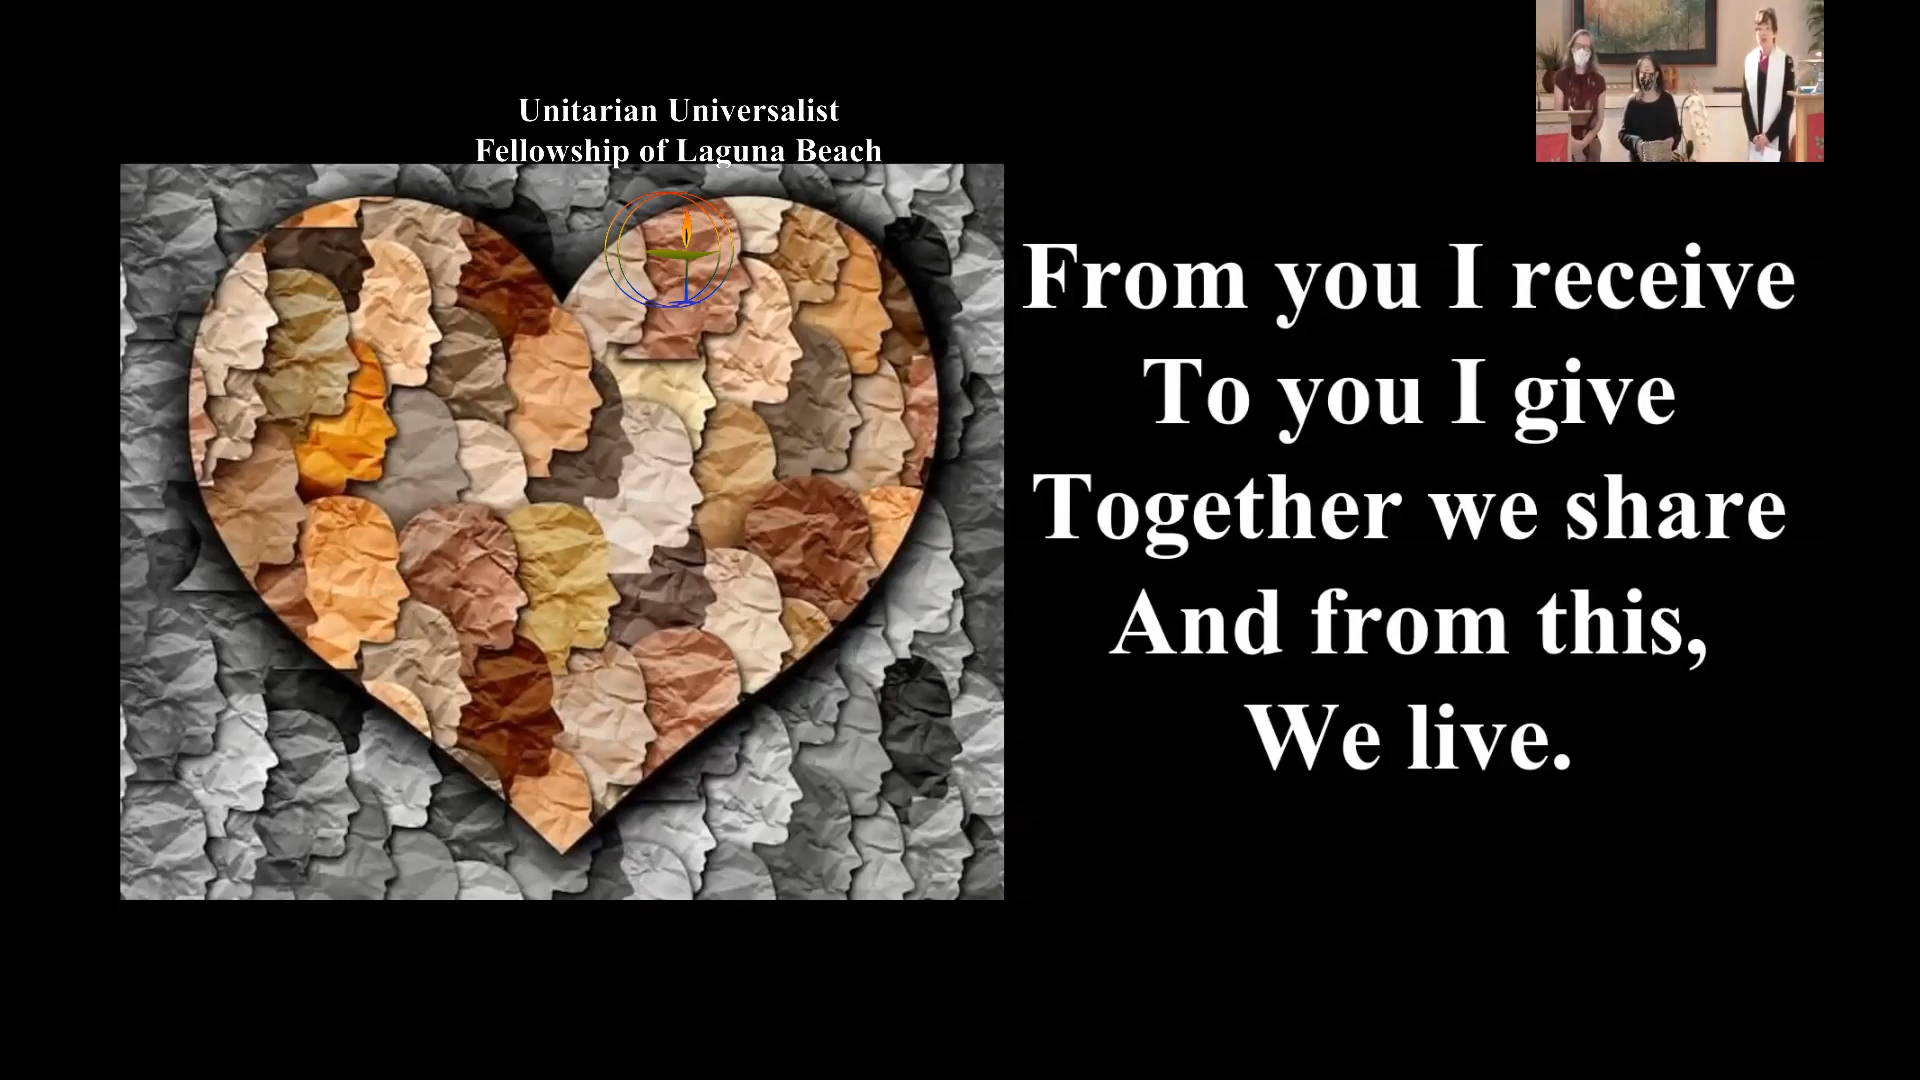 Unitarian Universalist
Fellowship of Laguna Beach
From you I receive
To you I give
Together we share
And from this,
We live.